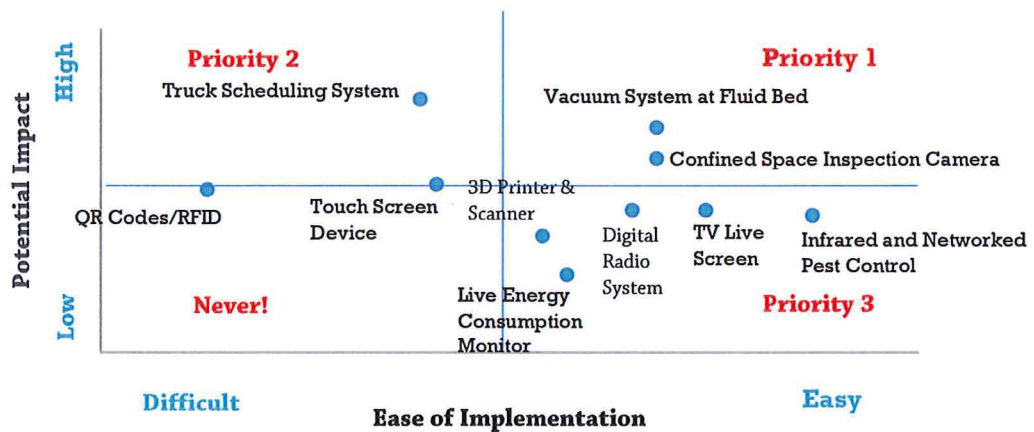 High
Priority 2
Priority 1
Truck Scheduling System
Vacuum System at Fluid Bed
Confined Space Inspection Camera
Potential Impact
3D Printer &
Scanner
QR Codes/RFID
Touch Screen
Device
Digital
Radio
System
TV Live
Screen
Infrared and Networked
Pest Control
Low
Never!
Live Energy
Consumption
Monitor
Priority 3
Difficult
Ease of Implementation
Easy